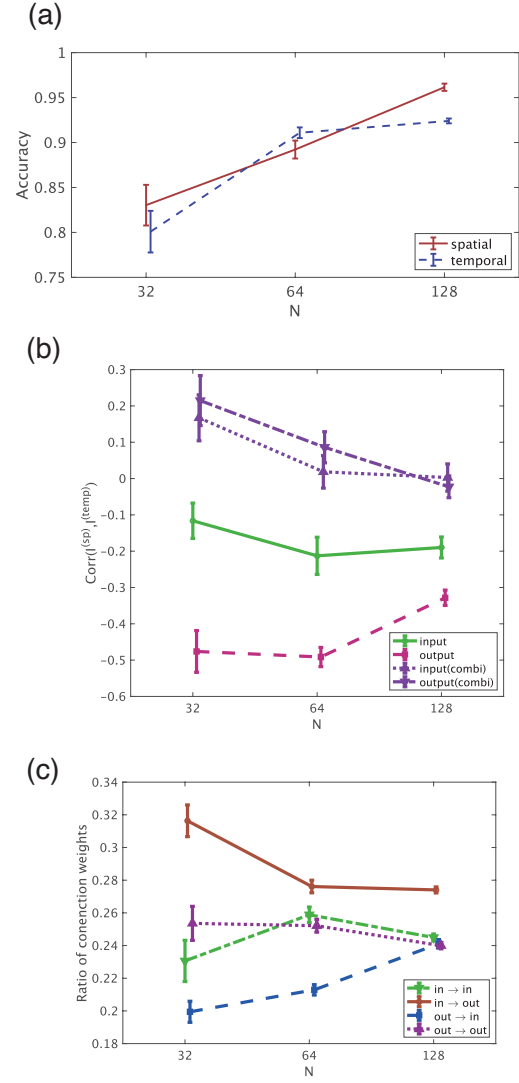 (a)
1
0.95
0.9
0.85
0.8
0.75
Accuracy
32 64 128
N
spatial
temporal
(b)
0.3
0.2
0.1
0
−0.1
−0.2
−0.3
−0.4
−0.5
−0.6
Corr(I^(sp),I^(temp))
32 64 128
N
input
output
input(combi)
output(combi)
(c)
0.34
0.32
0.3
0.28
0.26
0.24
0.22
0.2
0.18
Ratio of conenction weights
32 64 128
N
in → in
in → out
out → in
out → out